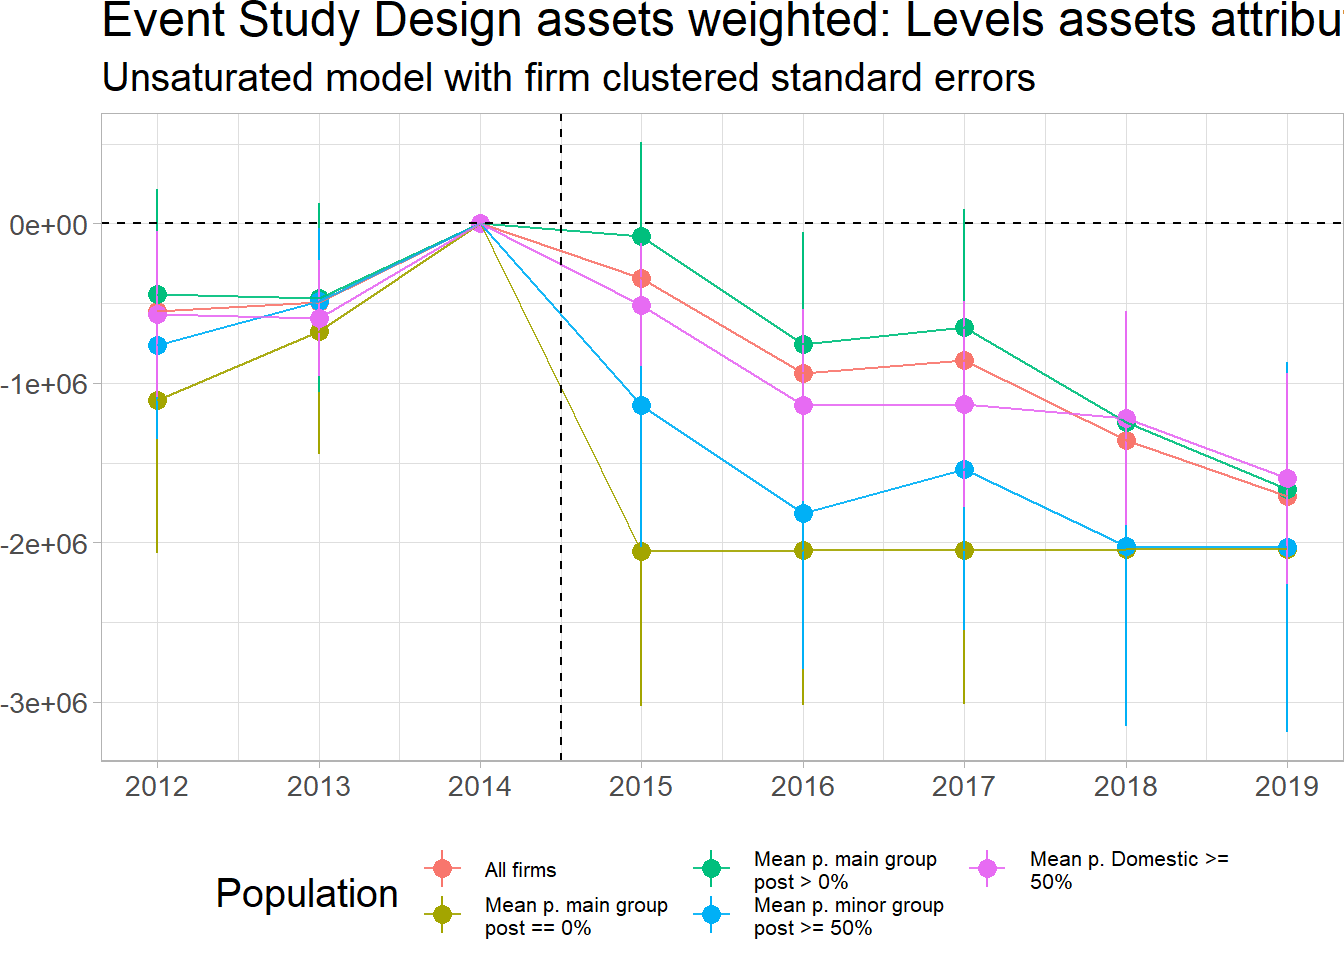 Event Study Design assets weighted: Levels assets
Unsaturated model with firm clustered standard errors
0e+00
-1e+06
-2e+06
-3e+06
2012 2013 2014 2015 2016 2017 2018 2019
Population
All firms
Mean p. main group
post == 0%
Mean p. main group
post > 0%
Mean p. minor group
post >= 50%
Mean p. Domestic >=
50%